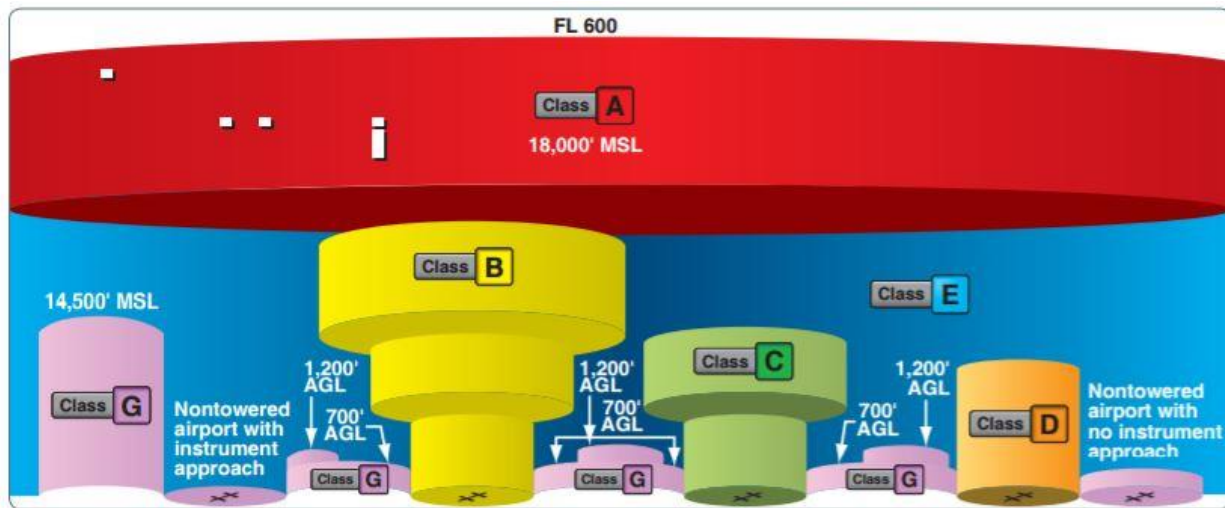 FL 600
Class A
18,000' MSL
Class B
Class E
14,500' MSL
Class C
1,200'
AGL
1,200'
AGL
1,200'
AGL
Class G
Nontowered
airport with
instrument
approach
700'
AGL
700'
AGL
700'
AGL
Class D
Nontowered
airport with
no instrument
approach
Class G
Class G
Class G